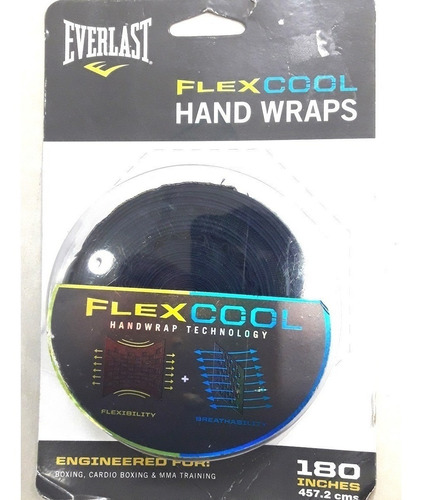 EVERLAST
FLEXCOOL
HAND WRAPS
FLEXCOOL
HANDWRAP TECHNOLOGY
+
FLEXIBILITY
BREATHABILITY
ENGINEERED FOR:
BOXING, CARDIO BOXING & MMA TRAINING
180
INCHES
457.2 cms